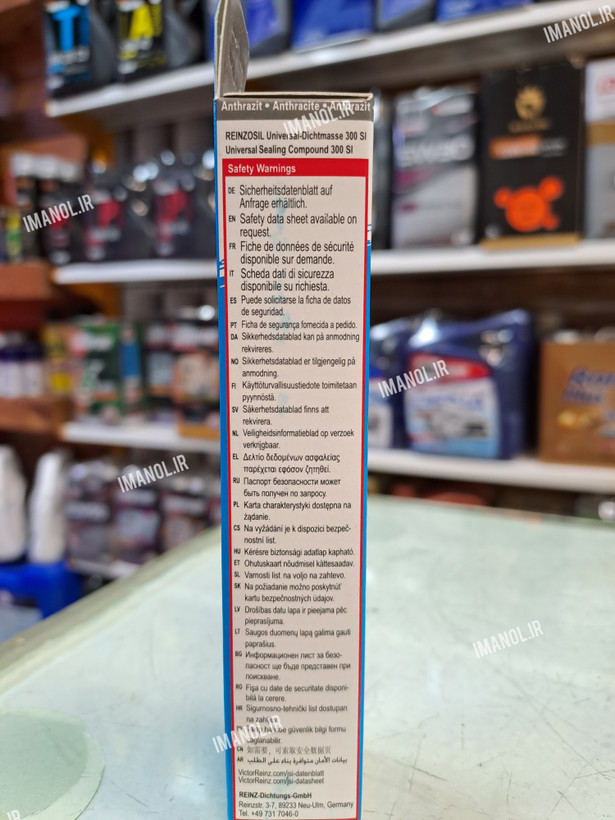 Anthrazit • Anthracite • Anthrazit
REINZOSIL Universal-Dichtmasse 300 SI
Universal Sealing Compound 300 SI
Safety Warnings
DE Sicherheitsdatenblatt auf
Anfrage erhältlich.
EN Safety data sheet available on
request.
FR Fiche de données de sécurité
disponible sur demande.
IT Scheda dati di sicurezza
disponibile su richiesta.
ES Puede solicitarse la ficha de datos
de seguridad.
PT Ficha de segurança fornecida a pedido.
DA Sikkerhedsdatablad kan på anmodning
rekvireres.
NO Sikkerhetsdatablad er tilgjengelig på
anmodning.
FI Käyttöturvallisuustiedote toimitetaan
pyynnöstä.
SV Säkerhetsdatablad finns att
rekvirera.
NL Veiligheidsinformatieblad op verzoek
verkrijgbaar.
EL Δελτίο δεδομένων ασφαλείας
παρέχεται εφόσον ζητηθεί.
RU Паспорт безопасности может
быть получен по запросу.
PL Karta charakterystyki dostępna na
żądanie.
CS Na vyžádání je k dispozici bezpeč-
nostní list.
HU Kérésre biztonsági adatlap kapható.
ET Ohutuskaart nõudmisel kättesaadav.
SL Varnosti list na voljo na zahtevo.
SK Na požiadanie možno poskytnúť
kartu bezpečnostných údajov.
LV Drošības datu lapa ir pieejama pēc
pieprasījuma.
LT Saugos duomenų lapą galima gauti
paprašius.
BG Информационен лист за безо-
пасност ще бъде представен при
поискване.
RO Fişa cu date de securitate disponi-
bilă la cerere.
HR Sigurnosno-tehnički list dostupan
na zahtjev.
güvenlik bilgi formu
sağlanabilir.
CN 如需要，可索取安全数据页
AR بيانات الأمان متوافرة بناء على الطلب
VictorReinz.com/jsi-datenblatt
VictorReinz.com/jsi-datasheet
REINZ-Dichtungs-GmbH
Reinzstr. 3-7, 89233 Neu-Ulm, Germany
Tel. +49 731 7046-0
IMANOL.IR
IMANOL.IR
IMANOL.IR
IMANOL.IR
IMANOL.IR
IMANOL.IR
IMANOL.IR